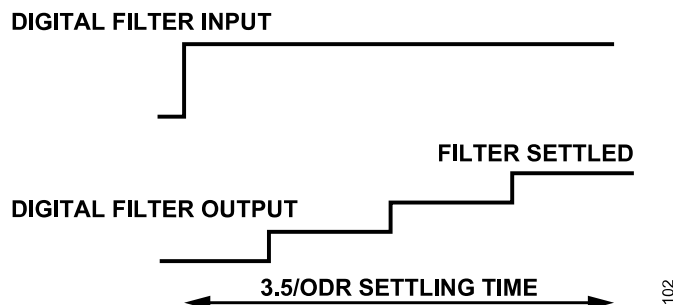 DIGITAL FILTER INPUT
FILTER SETTLED
DIGITAL FILTER OUTPUT
3.5/ODR SETTLING TIME
102